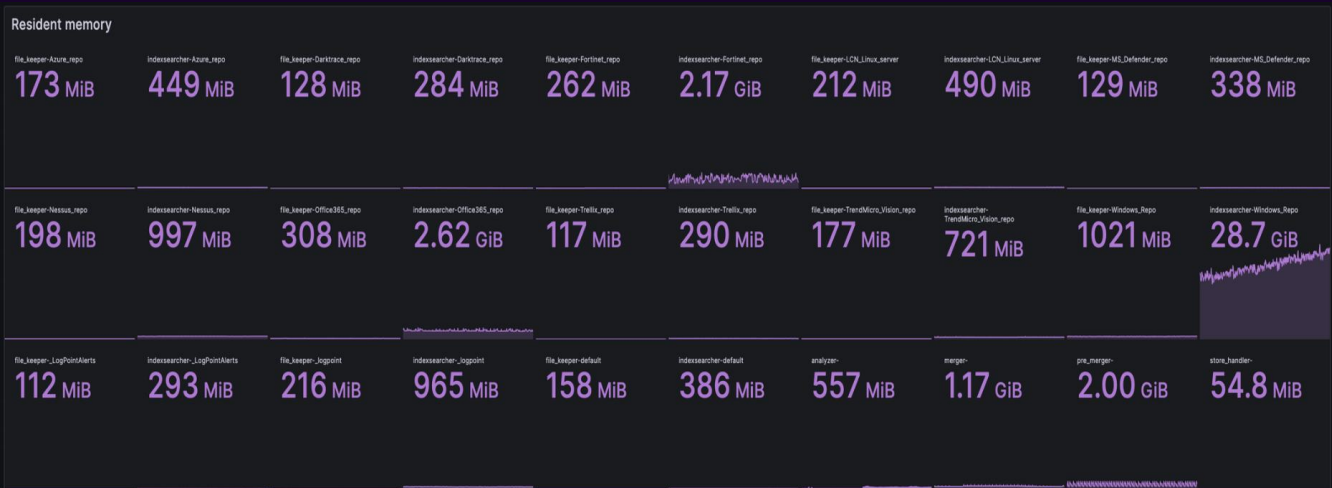 Resident memory
file_keeper-Azure_repo
173 MiB
indexsearcher-Azure_repo
449 MiB
file_keeper-Darktrace_repo
128 MiB
indexsearcher-Darktrace_repo
284 MiB
file_keeper-Fortinet_repo
262 MiB
indexsearcher-Fortinet_repo
2.17 GiB
file_keeper-LCN_Linux_server
212 MiB
indexsearcher-LCN_Linux_server
490 MiB
file_keeper-MS_Defender_repo
129 MiB
indexsearcher-MS_Defender_repo
338 MiB
file_keeper-Nessus_repo
198 MiB
indexsearcher-Nessus_repo
997 MiB
file_keeper-Office365_repo
308 MiB
indexsearcher-Office365_repo
2.62 GiB
file_keeper-Trellix_repo
117 MiB
indexsearcher-Trellix_repo
290 MiB
file_keeper-TrendMicro_Vision_repo
177 MiB
indexsearcher-
TrendMicro_Vision_repo
721 MiB
file_keeper-Windows_Repo
1021 MiB
indexsearcher-Windows_Repo
28.7 GiB
file_keeper-_LogPointAlerts
112 MiB
indexsearcher-_LogPointAlerts
293 MiB
file_keeper-_logpoint
216 MiB
indexsearcher-_logpoint
965 MiB
file_keeper-default
158 MiB
indexsearcher-default
386 MiB
analyzer-
557 MiB
merger-
1.17 GiB
pre_merger-
2.00 GiB
store_handler-
54.8 MiB